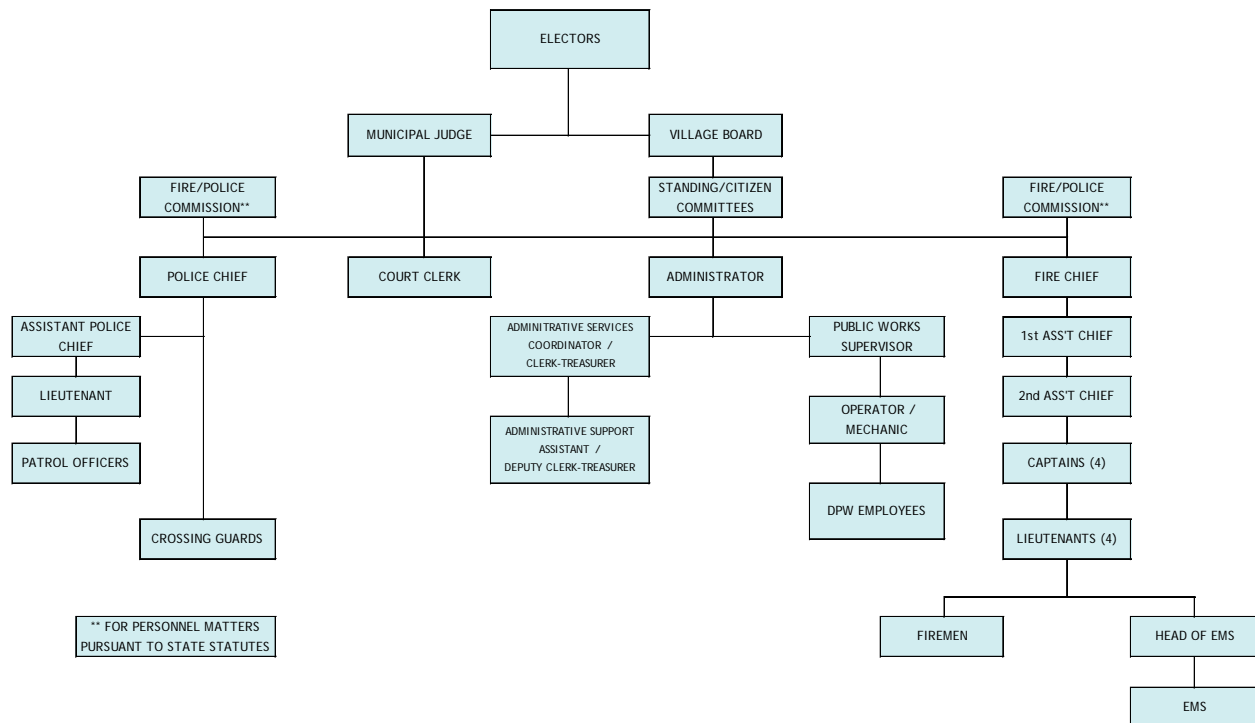 ELECTORS
MUNICIPAL JUDGE
VILLAGE BOARD
FIRE/POLICE
COMMISSION**
STANDING/CITIZEN
COMMITTEES
FIRE/POLICE
COMMISSION**
POLICE CHIEF
COURT CLERK
ADMINISTRATOR
FIRE CHIEF
ASSISTANT POLICE
CHIEF
ADMINITRATIVE SERVICES
COORDINATOR /
CLERK-TREASURER
PUBLIC WORKS
SUPERVISOR
1st ASS'T CHIEF
LIEUTENANT
2nd ASS'T CHIEF
OPERATOR /
MECHANIC
PATROL OFFICERS
ADMINISTRATIVE SUPPORT
ASSISTANT /
DEPUTY CLERK-TREASURER
CAPTAINS (4)
DPW EMPLOYEES
CROSSING GUARDS
LIEUTENANTS (4)
** FOR PERSONNEL MATTERS
PURSUANT TO STATE STATUTES
FIREMEN
HEAD OF EMS
EMS